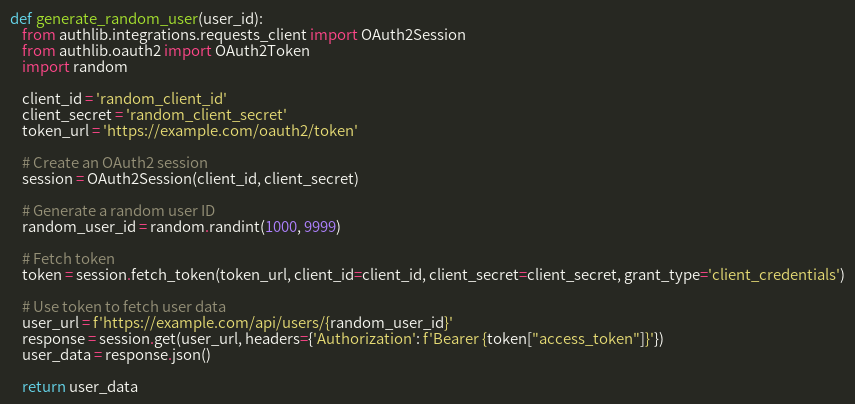 def generate_random_user(user_id):
    from authlib.integrations.requests_client import OAuth2Session
    from authlib.oauth2 import OAuth2Token
    import random

    client_id = 'random_client_id'
    client_secret = 'random_client_secret'
    token_url = 'https://example.com/oauth2/token'

    # Create an OAuth2 session
    session = OAuth2Session(client_id, client_secret)

    # Generate a random user ID
    random_user_id = random.randint(1000, 9999)

    # Fetch token
    token = session.fetch_token(token_url, client_id=client_id, client_secret=client_secret, grant_type='client_credentials')

    # Use token to fetch user data
    user_url = f'https://example.com/api/users/{random_user_id}'
    response = session.get(user_url, headers={'Authorization': f'Bearer {token["access_token"]}'})
    user_data = response.json()

    return user_data